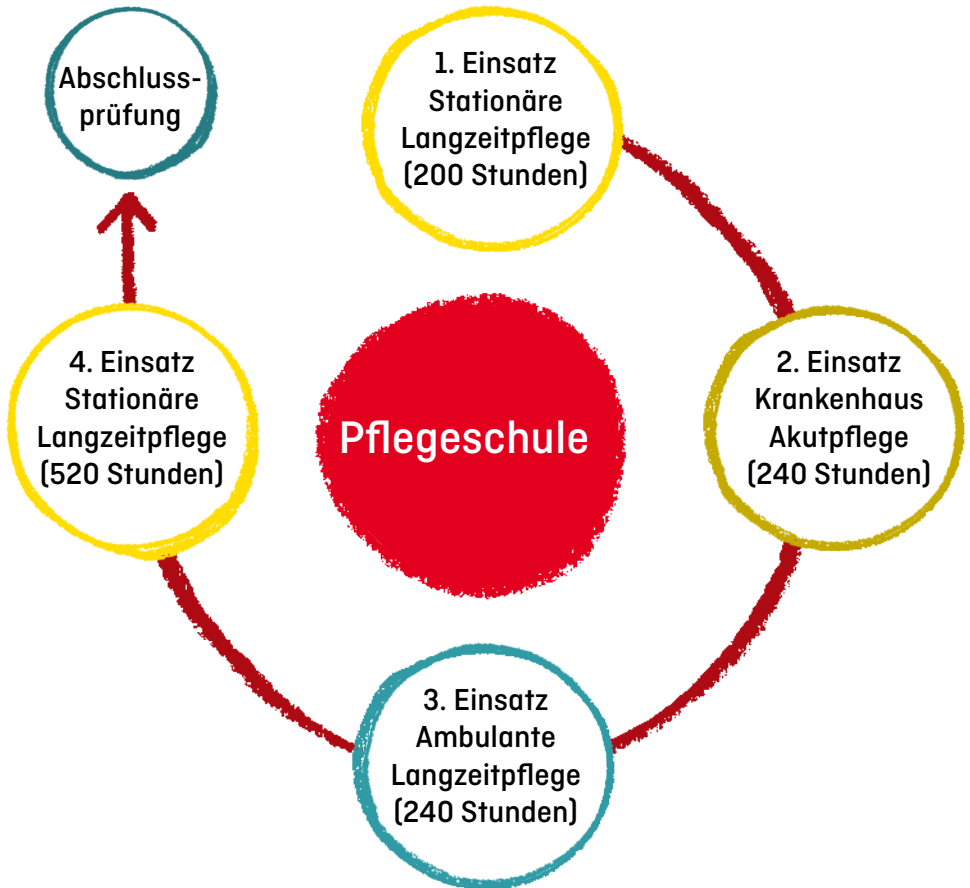 Abschluss-
prüfung
1. Einsatz
Stationäre
Langzeitpflege
(200 Stunden)
2. Einsatz
Krankenhaus
Akutpflege
(240 Stunden)
3. Einsatz
Ambulante
Langzeitpflege
(240 Stunden)
4. Einsatz
Stationäre
Langzeitpflege
(520 Stunden)
Pflegeschule